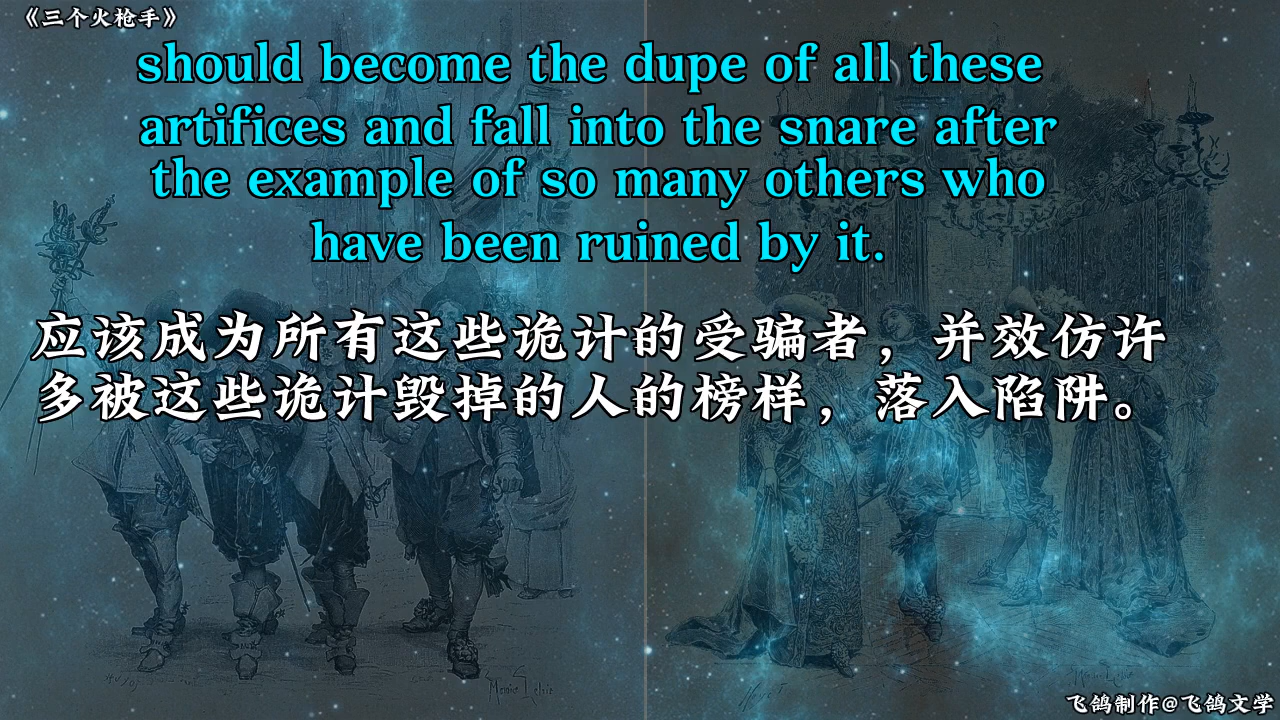 《三个火枪手》
should become the dupe of all these
artifices and fall into the snare after
the example of so many others who
have been ruined by it.
应该成为所有这些诡计的受骗者，并效仿许
多被这些诡计毁掉的人的榜样，落入陷阱。
飞鸽制作@飞鸽文学